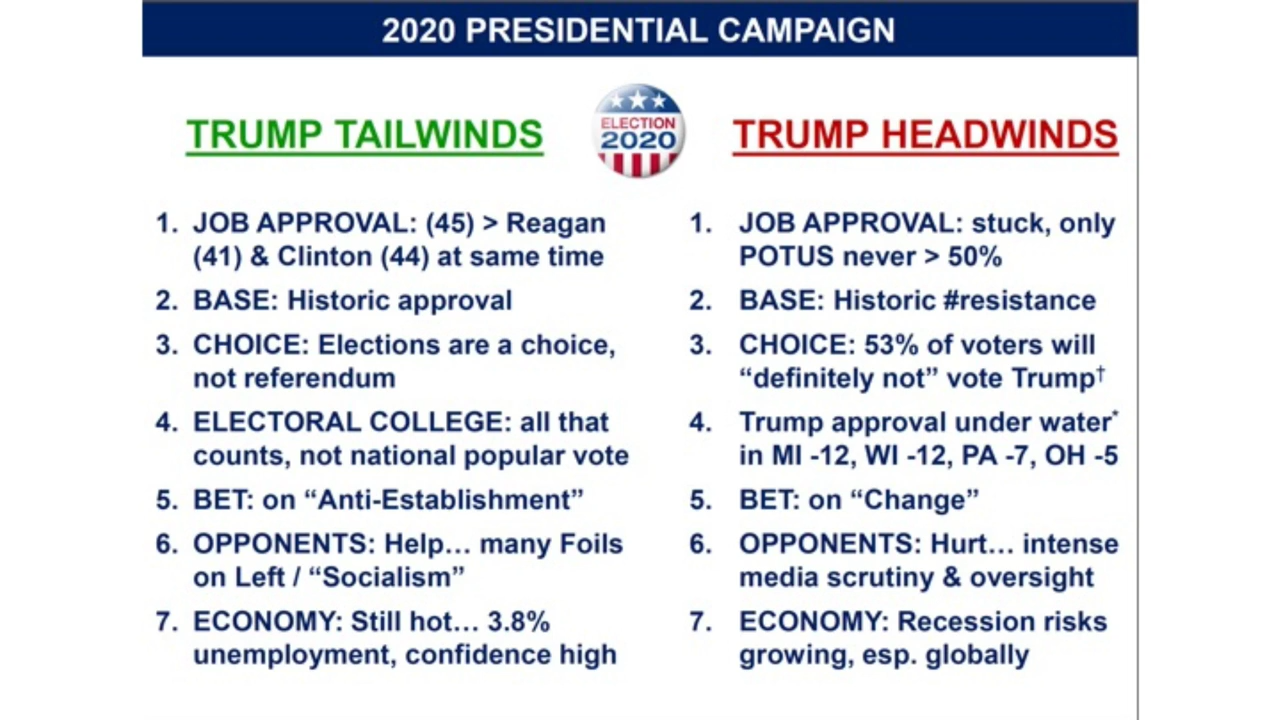 2020 PRESIDENTIAL CAMPAIGN
TRUMP TAILWINDS
ELECTION
2020
TRUMP HEADWINDS
1. JOB APPROVAL: (45) > Reagan
(41) & Clinton (44) at same time
2. BASE: Historic approval
3. CHOICE: Elections are a choice,
not referendum
4. ELECTORAL COLLEGE: all that
counts, not national popular vote
5. BET: on “Anti-Establishment”
6. OPPONENTS: Help… many Foils
on Left / “Socialism”
7. ECONOMY: Still hot… 3.8%
unemployment, confidence high
1. JOB APPROVAL: stuck, only
POTUS never > 50%
2. BASE: Historic #resistance
3. CHOICE: 53% of voters will
“definitely not” vote Trump†
4. Trump approval under water*
in MI -12, WI -12, PA -7, OH -5
5. BET: on “Change”
6. OPPONENTS: Hurt… intense
media scrutiny & oversight
7. ECONOMY: Recession risks
growing, esp. globally